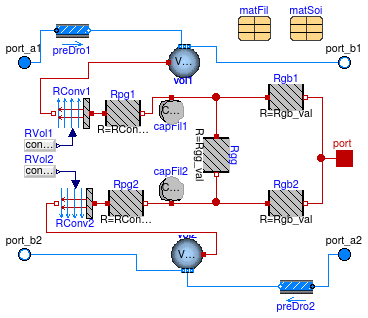 matFil
matSoi
port_a1
preDro1
V...
vol1
port_b1
RConv1
Rpg1
R=RCon...
capFil1
C...
Rgb1
R=Rgb_val
RVol1
con...
Rgg
R=Rgg_val
port
RVol2
con...
capFil2
C...
Rpg2
R=RCon...
RConv2
Rgb2
R=Rgb_val
port_b2
V...
port_a2
preDro2